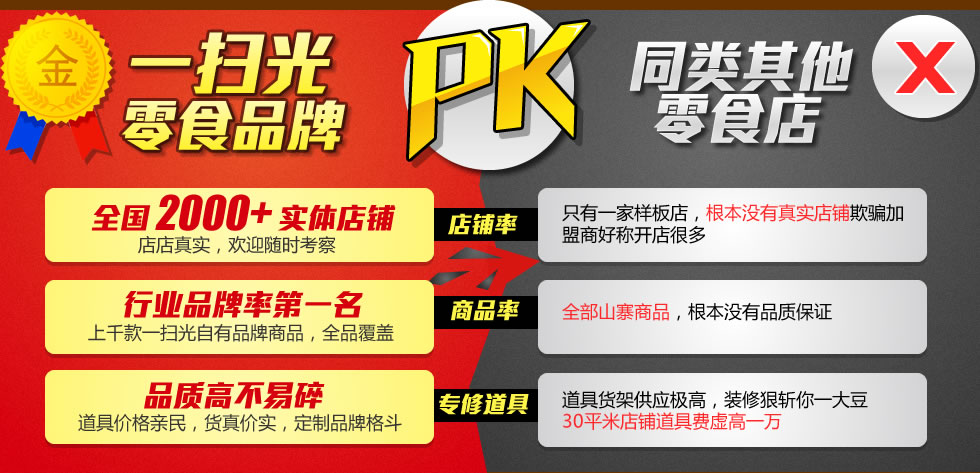 金
一扫光
零食品牌
PK
同类其他
零食店
X
全国2000+实体店铺
店店真实，欢迎随时考察
店铺率
只有一家样板店，根本没有真实店铺欺骗加
盟商好称开店很多
行业品牌率第一名
上千款一扫光自有品牌商品，全品覆盖
商品率
全部山寨商品，根本没有品质保证
品质高不易碎
道具价格亲民，货真价实，定制品牌格斗
专修道具
道具货架供应极高，装修狠斩你一大豆
30平米店铺道具费虚高一万